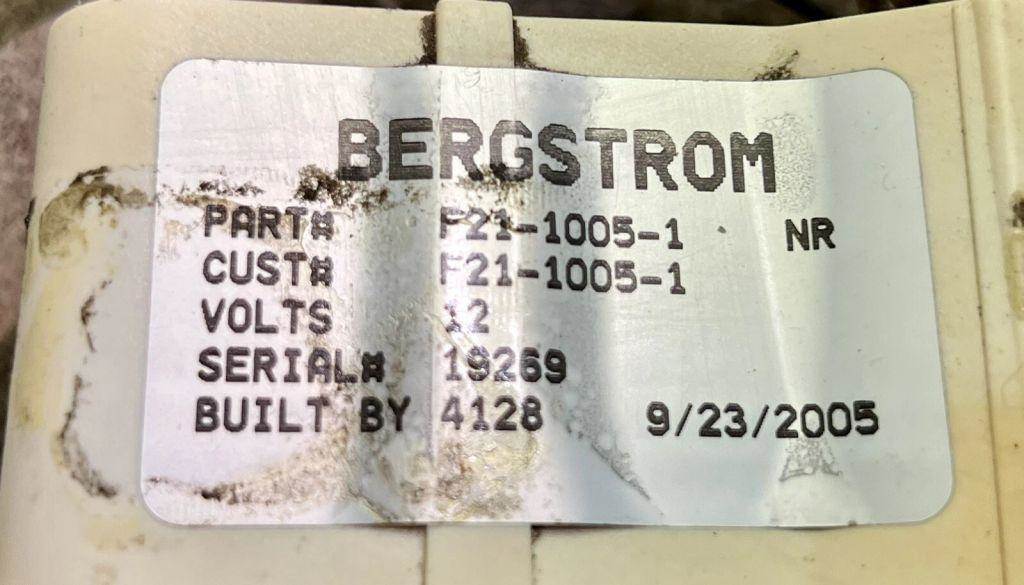 BERGSTROM
PART# F21-1005-1 NR
CUST# F21-1005-1
VOLTS 12
SERIAL# 19269
BUILT BY 4128 9/23/2005